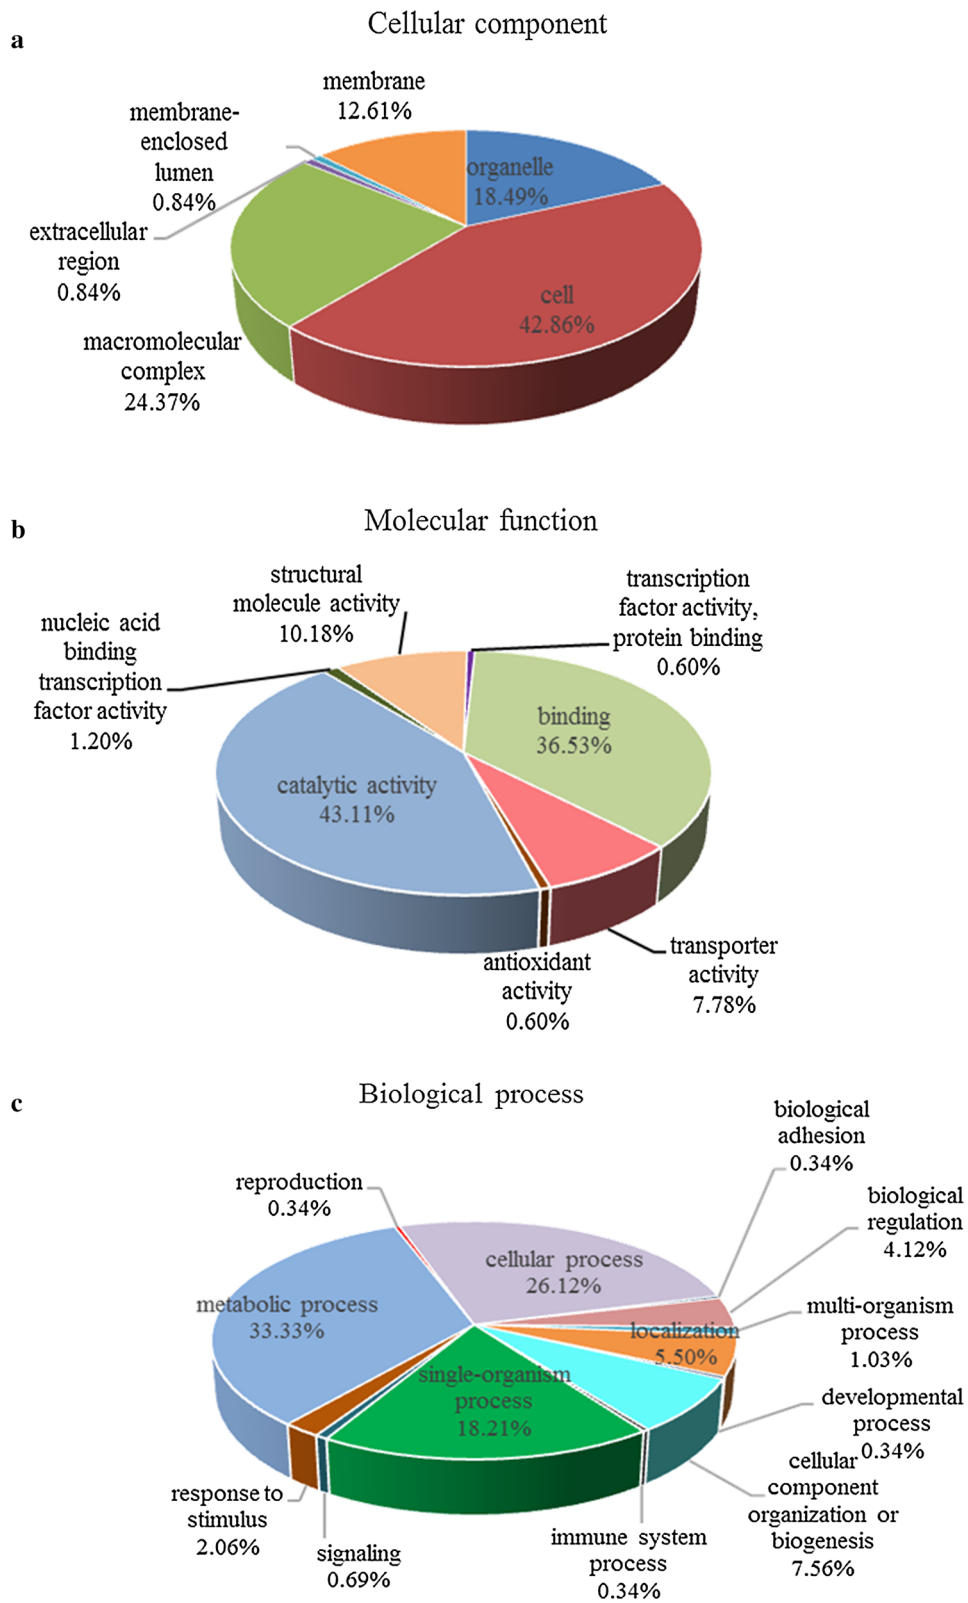 a
Cellular component
membrane
12.61%
membrane-
enclosed
lumen
0.84%
organelle
18.49%
extracellular
region
0.84%
cell
42.86%
macromolecular
complex
24.37%
b
Molecular function
structural
molecule activity
10.18%
transcription
factor activity,
protein binding
0.60%
nucleic acid
binding
transcription
factor activity
1.20%
binding
36.53%
catalytic activity
43.11%
transporter
activity
7.78%
antioxidant
activity
0.60%
c
Biological process
biological
adhesion
0.34%
reproduction
0.34%
biological
regulation
4.12%
cellular process
26.12%
metabolic process
33.33%
multi-organism
process
1.03%
localization
5.50%
single-organism
process
18.21%
developmental
process
0.34%
cellular
component
organization or
biogenesis
7.56%
response to
stimulus
2.06%
signaling
0.69%
immune system
process
0.34%